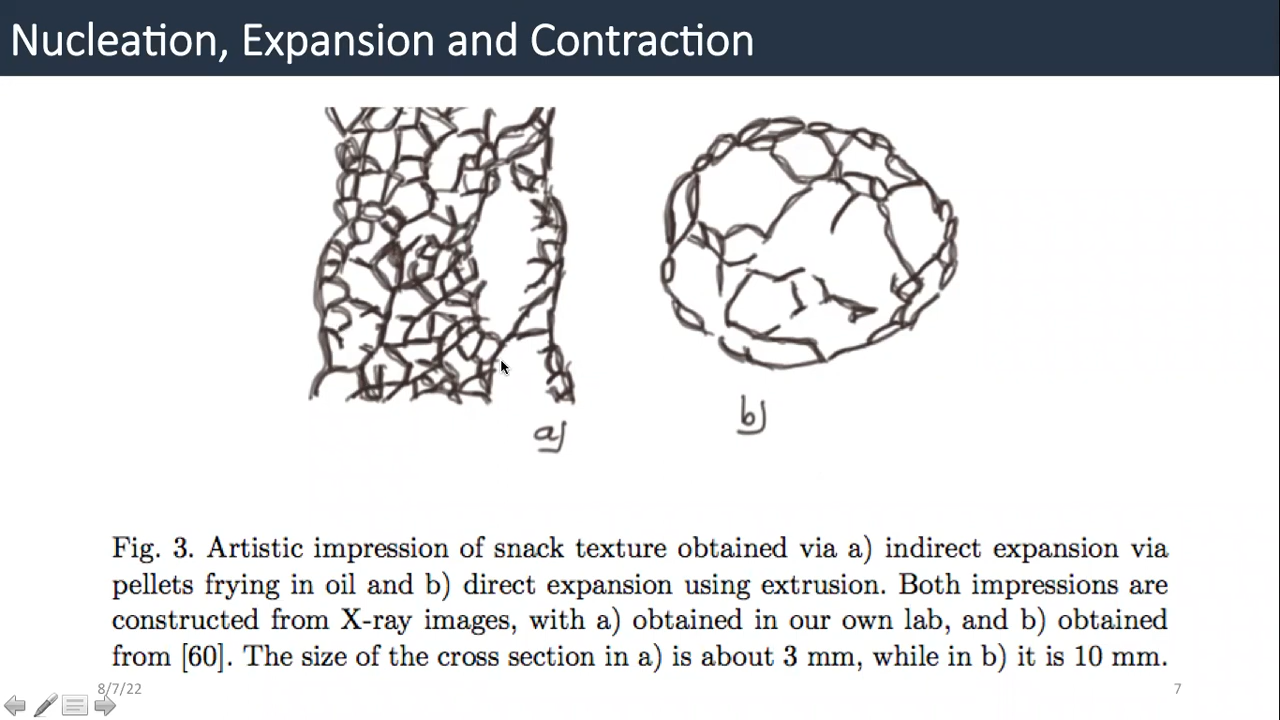 Nucleation, Expansion and Contraction
a)
b)
Fig. 3. Artistic impression of snack texture obtained via a) indirect expansion via
pellets frying in oil and b) direct expansion using extrusion. Both impressions are
constructed from X-ray images, with a) obtained in our own lab, and b) obtained
from [60]. The size of the cross section in a) is about 3 mm, while in b) it is 10 mm.
8/7/22
7